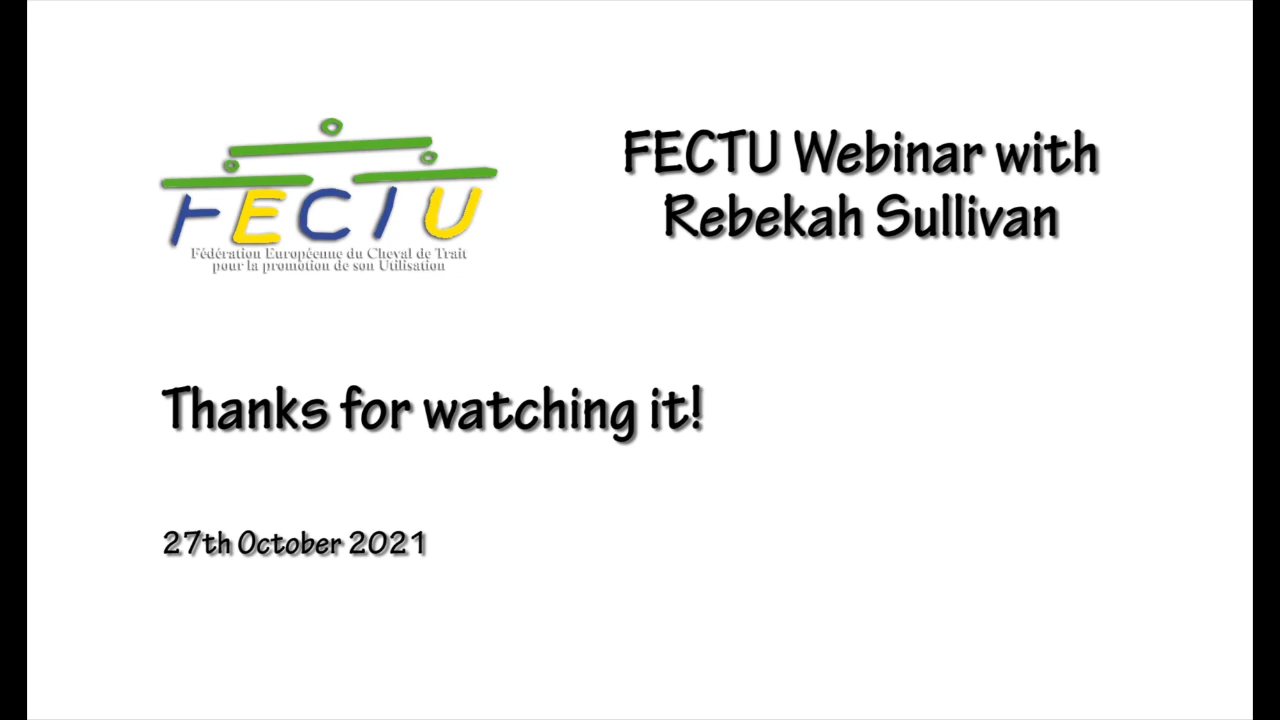 FECTU
Fédération Européenne du Cheval de Trait
pour la promotion de son Utilisation
FECTU Webinar with
Rebekah Sullivan
Thanks for watching it!
27th October 2021